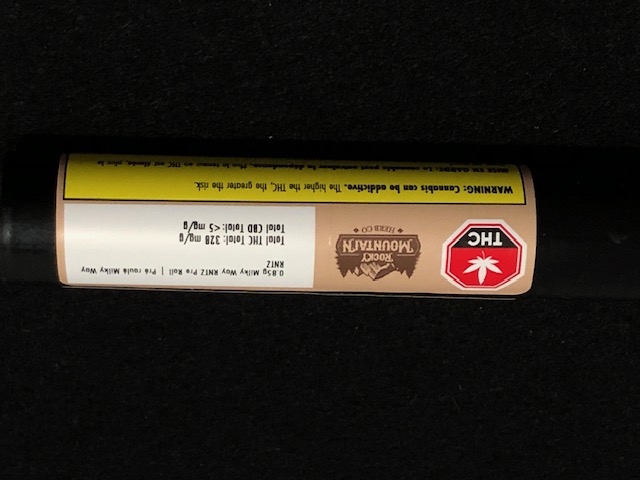 THC
ROCKY
MOUNTAIN
HERB CO
0.85g Milky Way RNTZ Pre Roll | Pré roulé Milky Way
RNTZ
Total THC Total: 328 mg/g
Total CBD Total: <5 mg/g
WARNING: Cannabis can be addictive. The higher the THC, the greater the risk.
MISE EN GARDE: Le cannabis peut entraîner la dépendance. Plus la teneur en THC est élevée, plus le